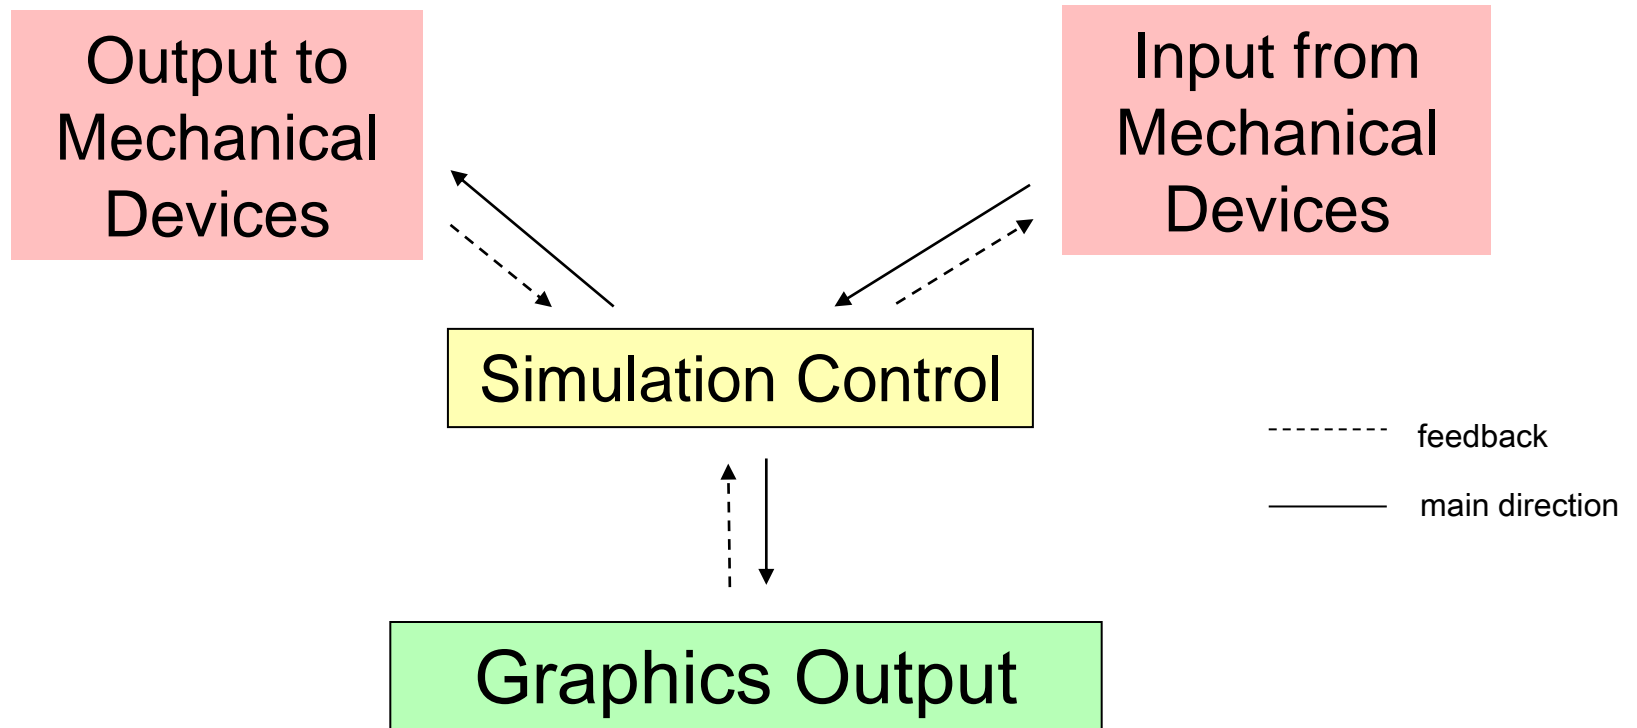 Output to
Mechanical
Devices
Input from
Mechanical
Devices
Simulation Control
feedback
main direction
Graphics Output